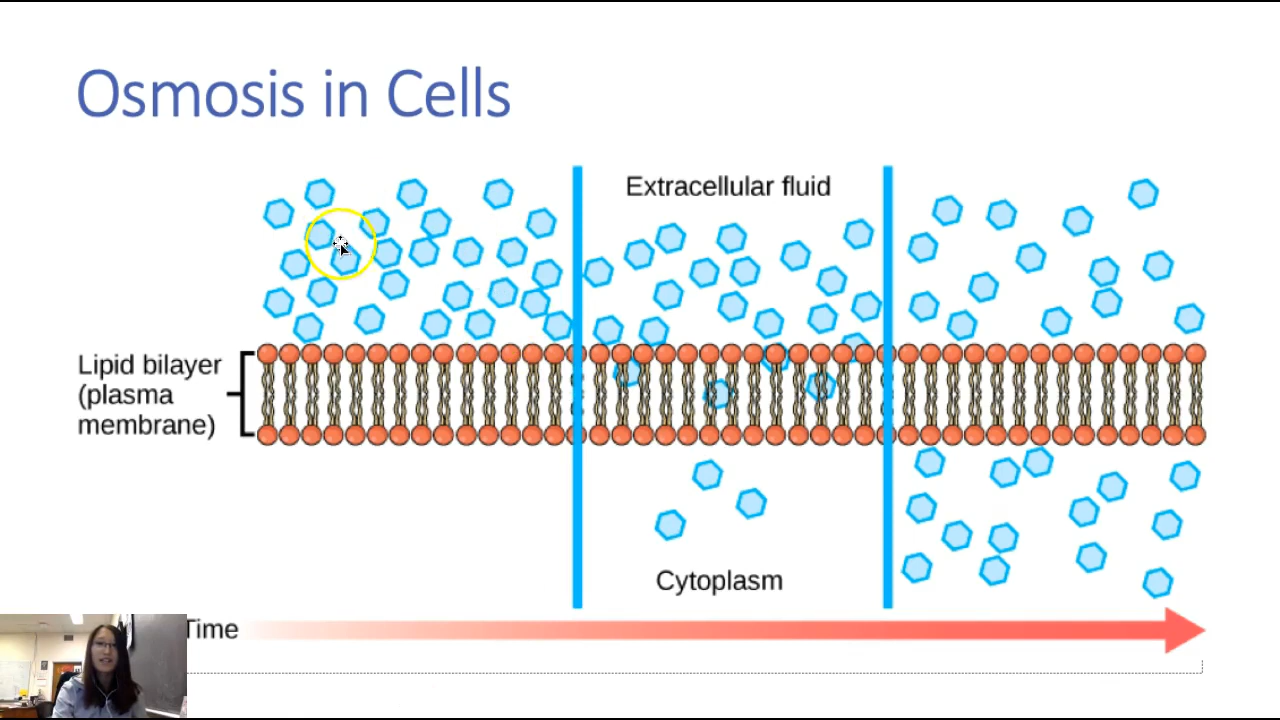 Osmosis in Cells
Extracellular fluid
Lipid bilayer
(plasma
membrane)
Cytoplasm
Time